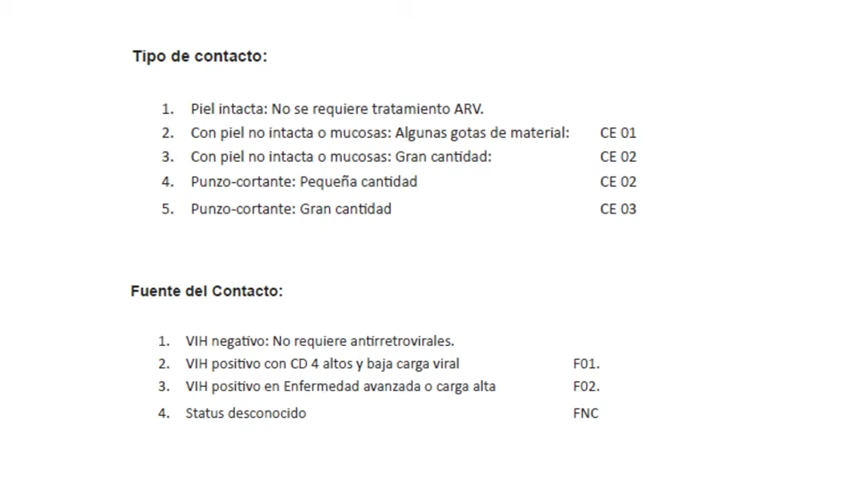 Tipo de contacto:
1. Piel intacta: No se requiere tratamiento ARV.
2. Con piel no intacta o mucosas: Algunas gotas de material: CE 01
3. Con piel no intacta o mucosas: Gran cantidad: CE 02
4. Punzo-cortante: Pequeña cantidad CE 02
5. Punzo-cortante: Gran cantidad CE 03
Fuente del Contacto:
1. VIH negativo: No requiere antirretrovirales.
2. VIH positivo con CD 4 altos y baja carga viral F01.
3. VIH positivo en Enfermedad avanzada o carga alta F02.
4. Status desconocido FNC